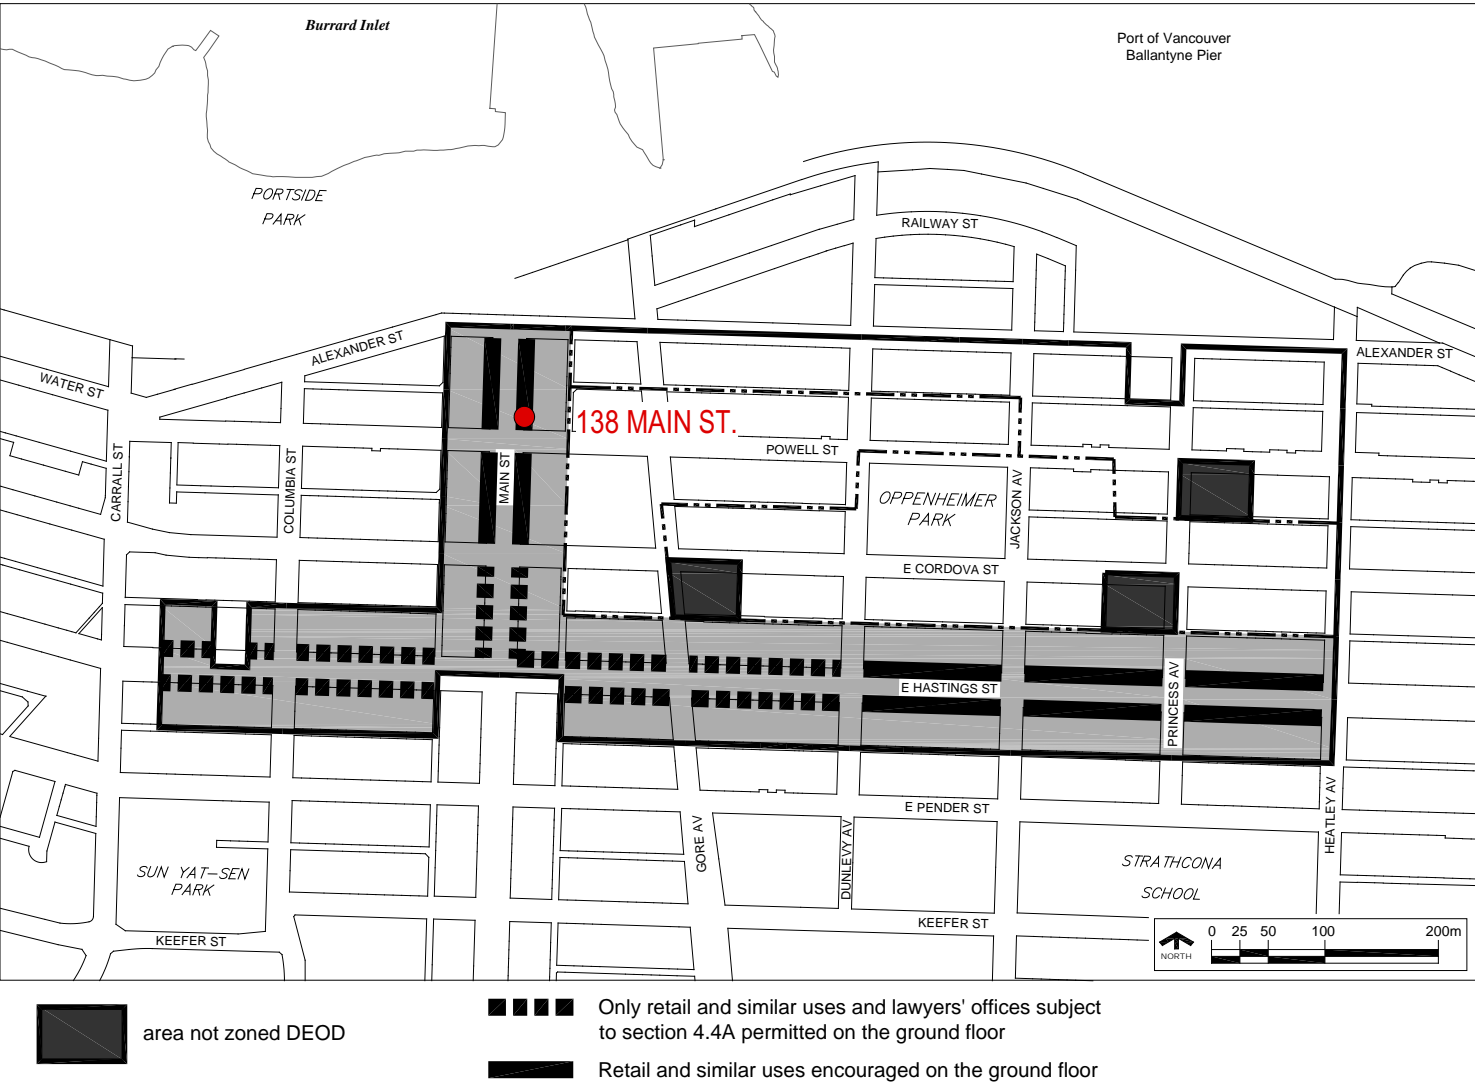 Burrard Inlet
Port of Vancouver
Ballantyne Pier
PORTSIDE
PARK
RAILWAY ST
ALEXANDER ST
ALEXANDER ST
WATER ST
138 MAIN ST.
POWELL ST
MAIN ST
CARRALL ST
COLUMBIA ST
OPPENHEIMER
PARK
JACKSON AV
E CORDOVA ST
E HASTINGS ST
PRINCESS AV
E PENDER ST
GORE AV
DUNLEVY AV
HEATLEY AV
SUN YAT-SEN
PARK
STRATHCONA
SCHOOL
KEEFER ST
KEEFER ST
NORTH
0 25 50 100 200m
area not zoned DEOD
Only retail and similar uses and lawyers' offices subject
to section 4.4A permitted on the ground floor
Retail and similar uses encouraged on the ground floor